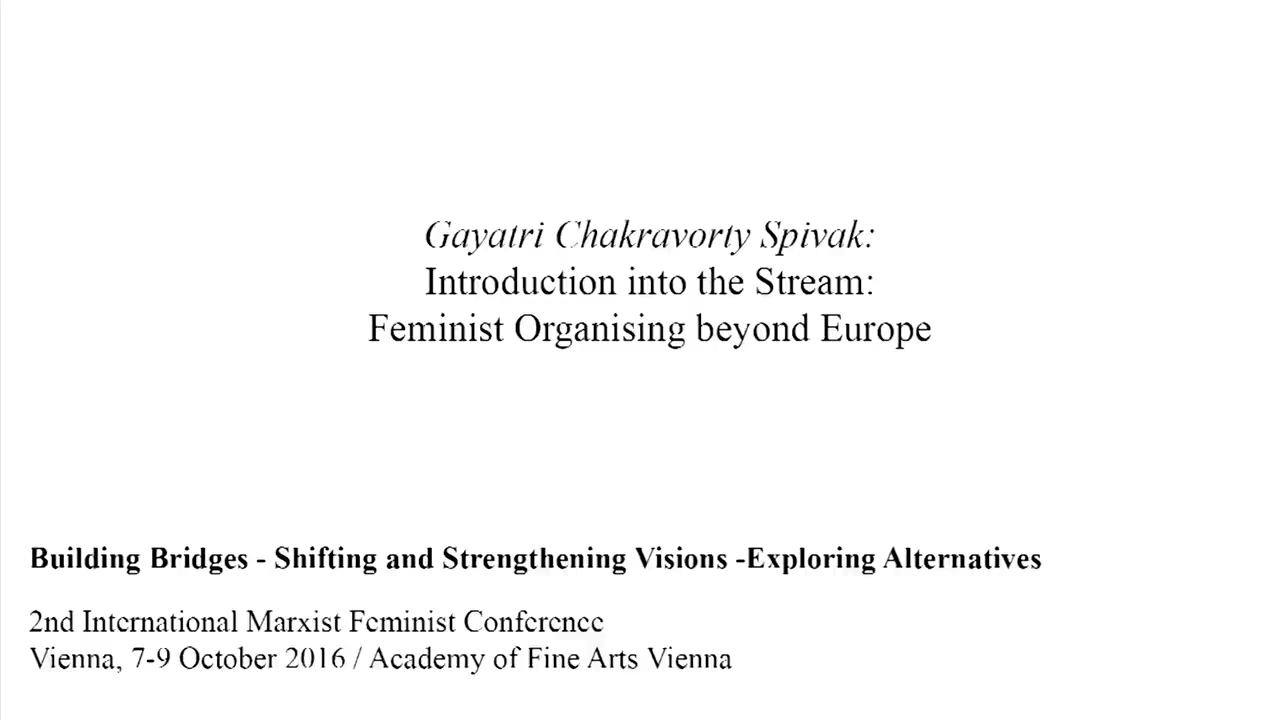 Gayatri Chakravorty Spivak:
Introduction into the Stream:
Feminist Organising beyond Europe
Building Bridges - Shifting and Strengthening Visions -Exploring Alternatives
2nd International Marxist Feminist Conference
Vienna, 7-9 October 2016 / Academy of Fine Arts Vienna